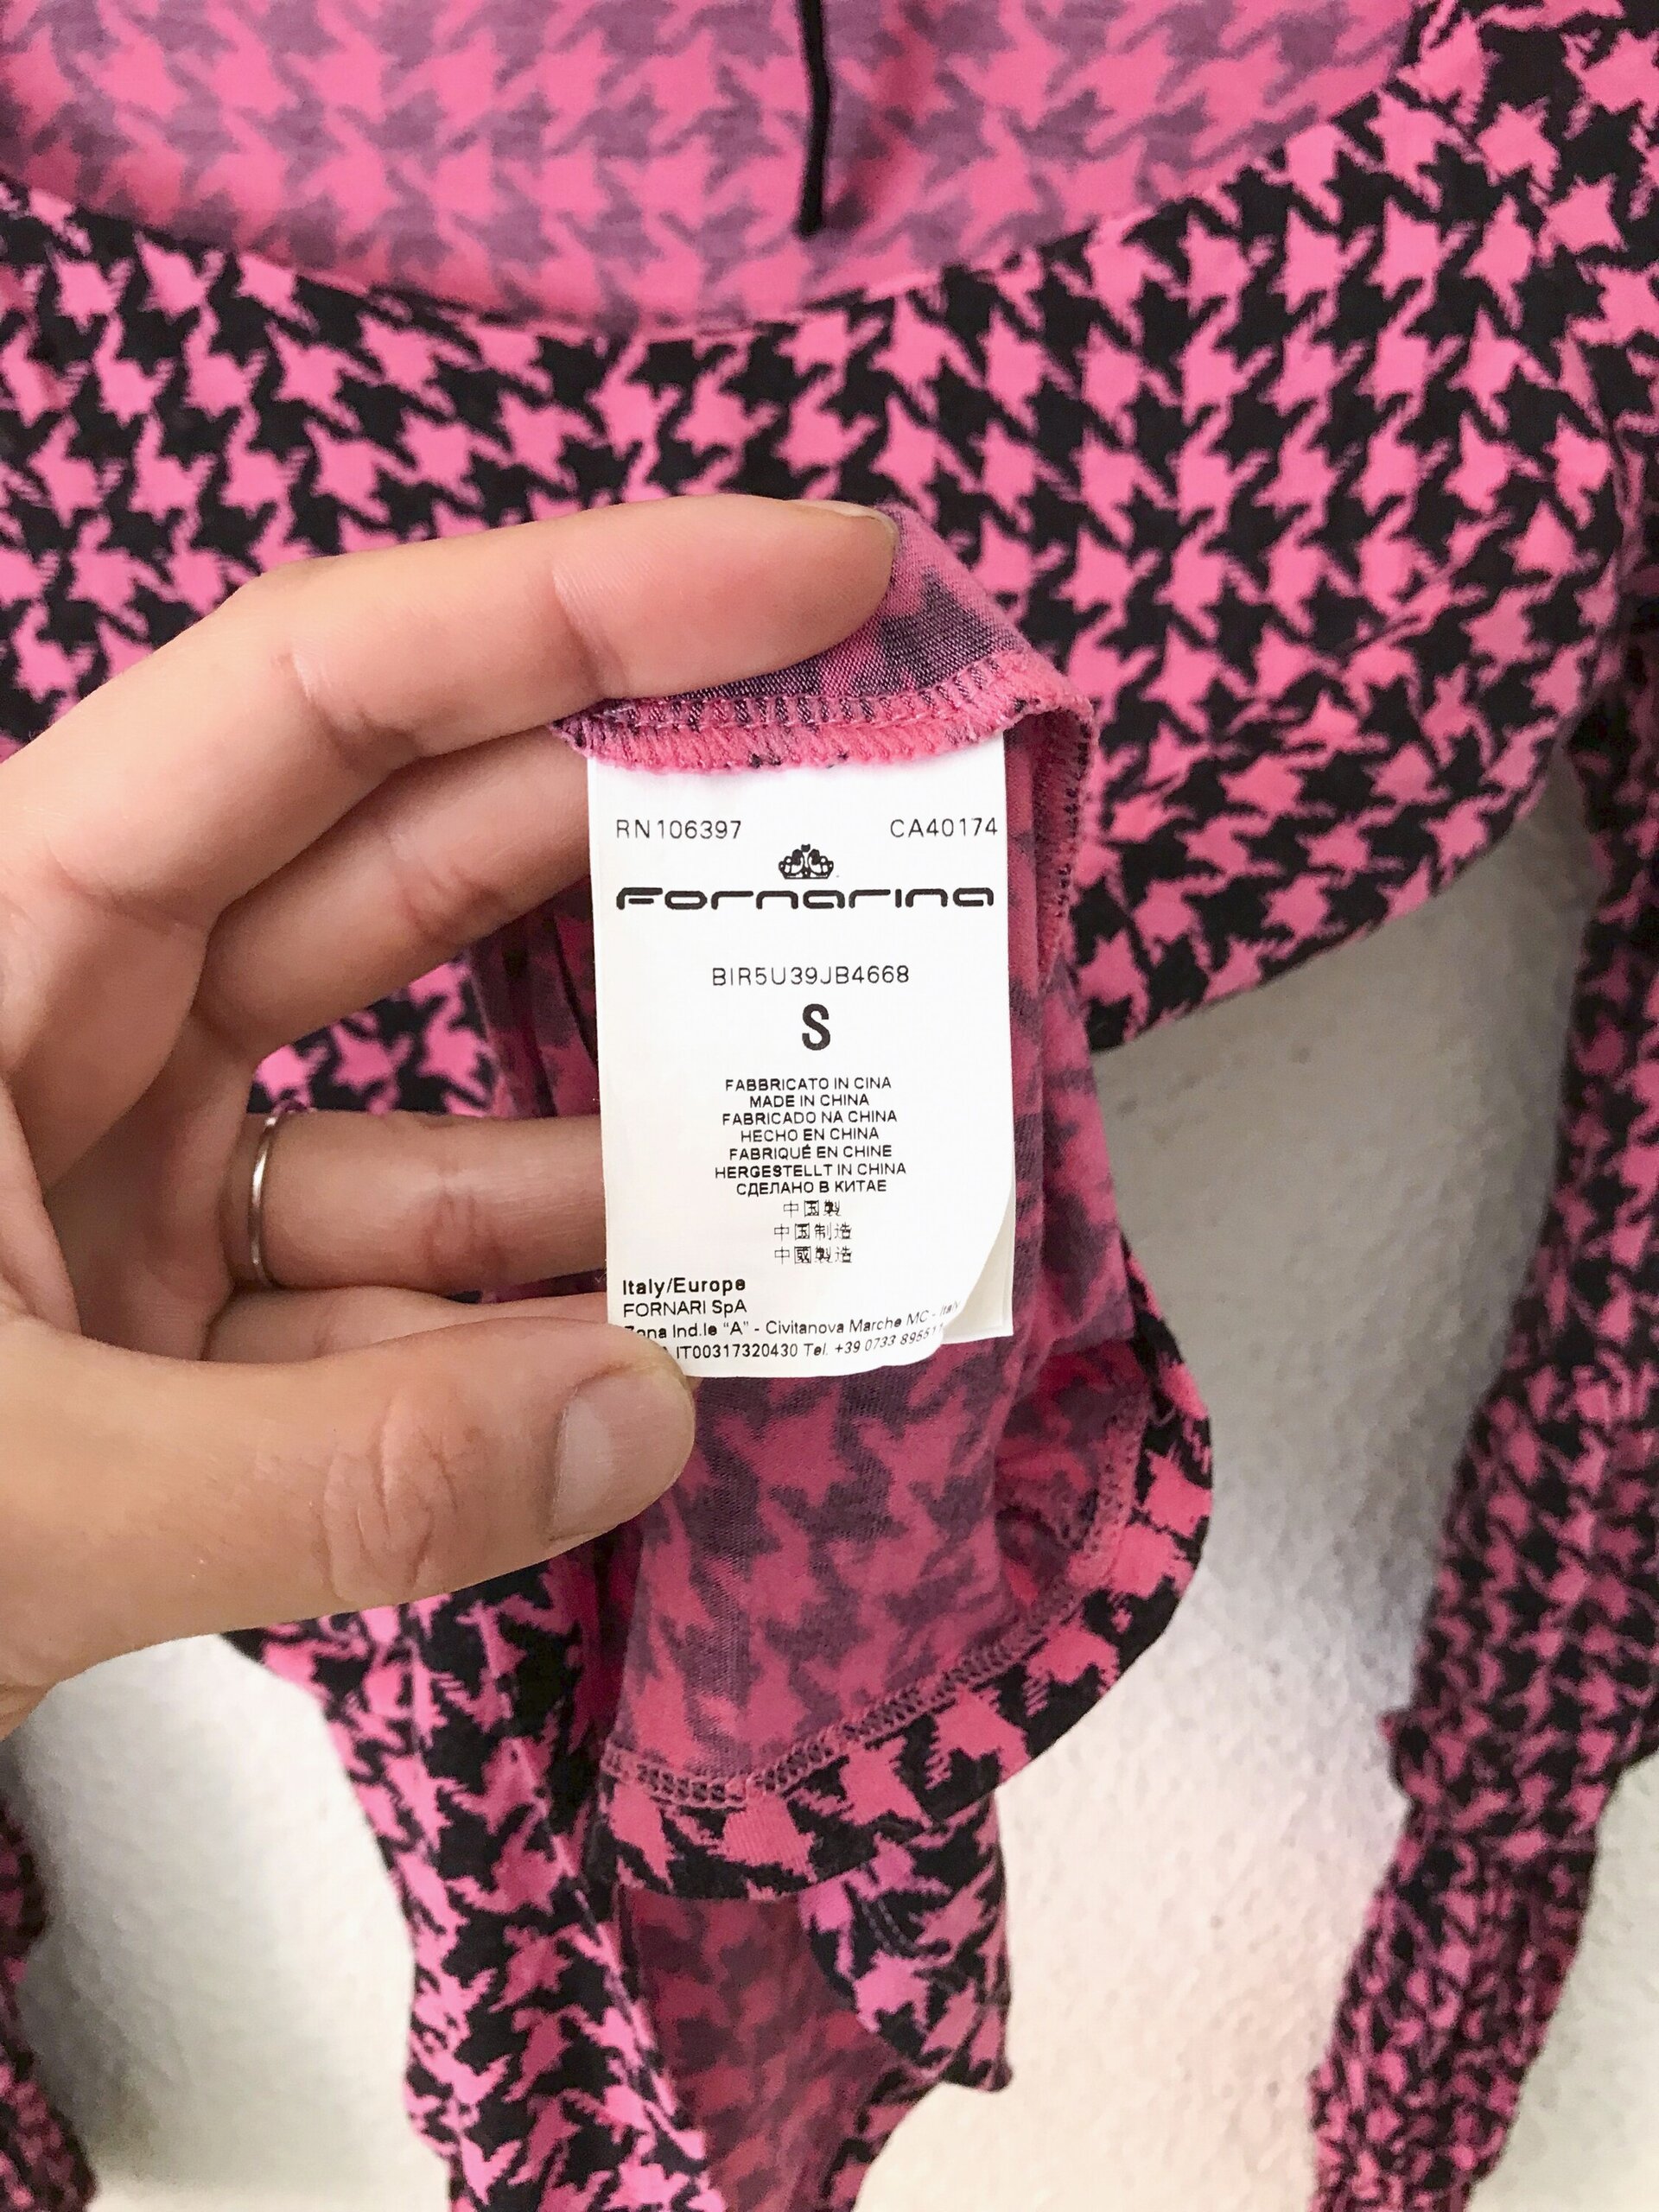 RN106397 CA40174
Fornarina
BIR5U39JB4668
S
FABBRICATO IN CINA
MADE IN CHINA
FABRICADO NA CHINA
HECHO EN CHINA
FABRIQUÉ EN CHINE
HERGESTELLT IN CHINA
СДЕЛАНО В КИТАЕ
中国製
中国制造
中國製造
Italy/Europe
FORNARI SpA
Zona Ind.le "A" - Civitanova Marche MC - Italy
IT00317320430 Tel. +39 0733